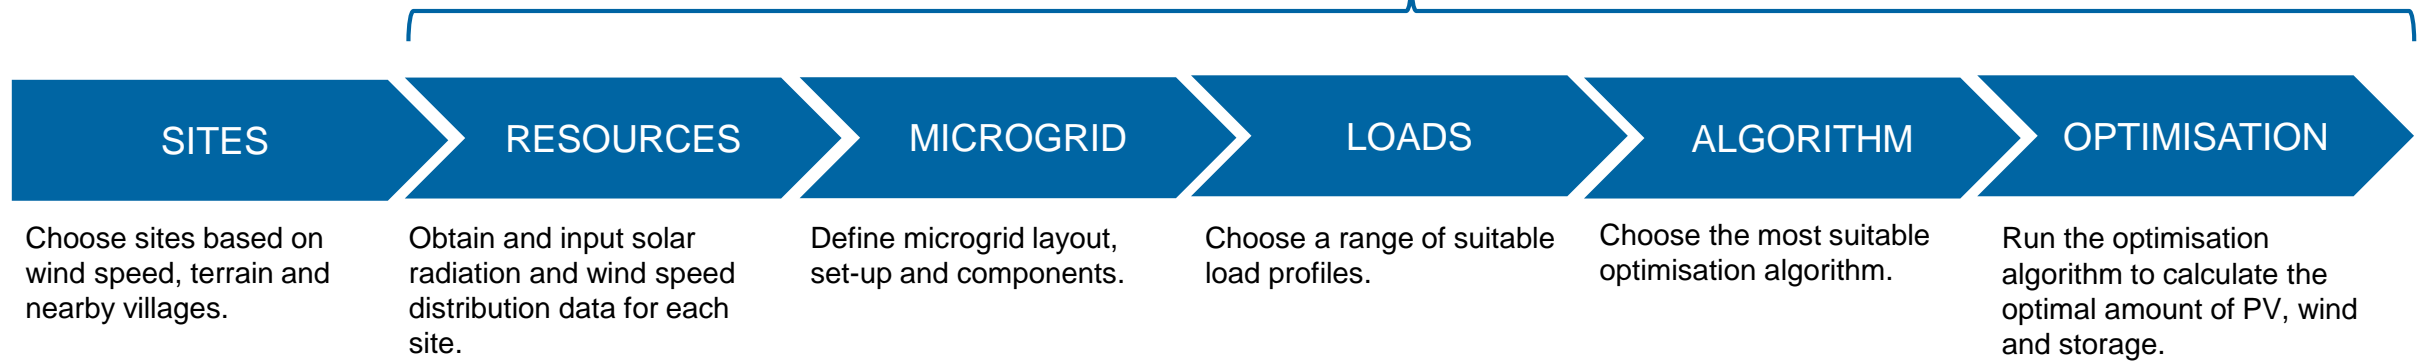 SITES
RESOURCES
MICROGRID
LOADS
ALGORITHM
OPTIMISATION
Choose sites based on
wind speed, terrain and
nearby villages.
Obtain and input solar
radiation and wind speed
distribution data for each
site.
Define microgrid layout,
set-up and components.
Choose a range of suitable
load profiles.
Choose the most suitable
optimisation algorithm.
Run the optimisation
algorithm to calculate the
optimal amount of PV, wind
and storage.